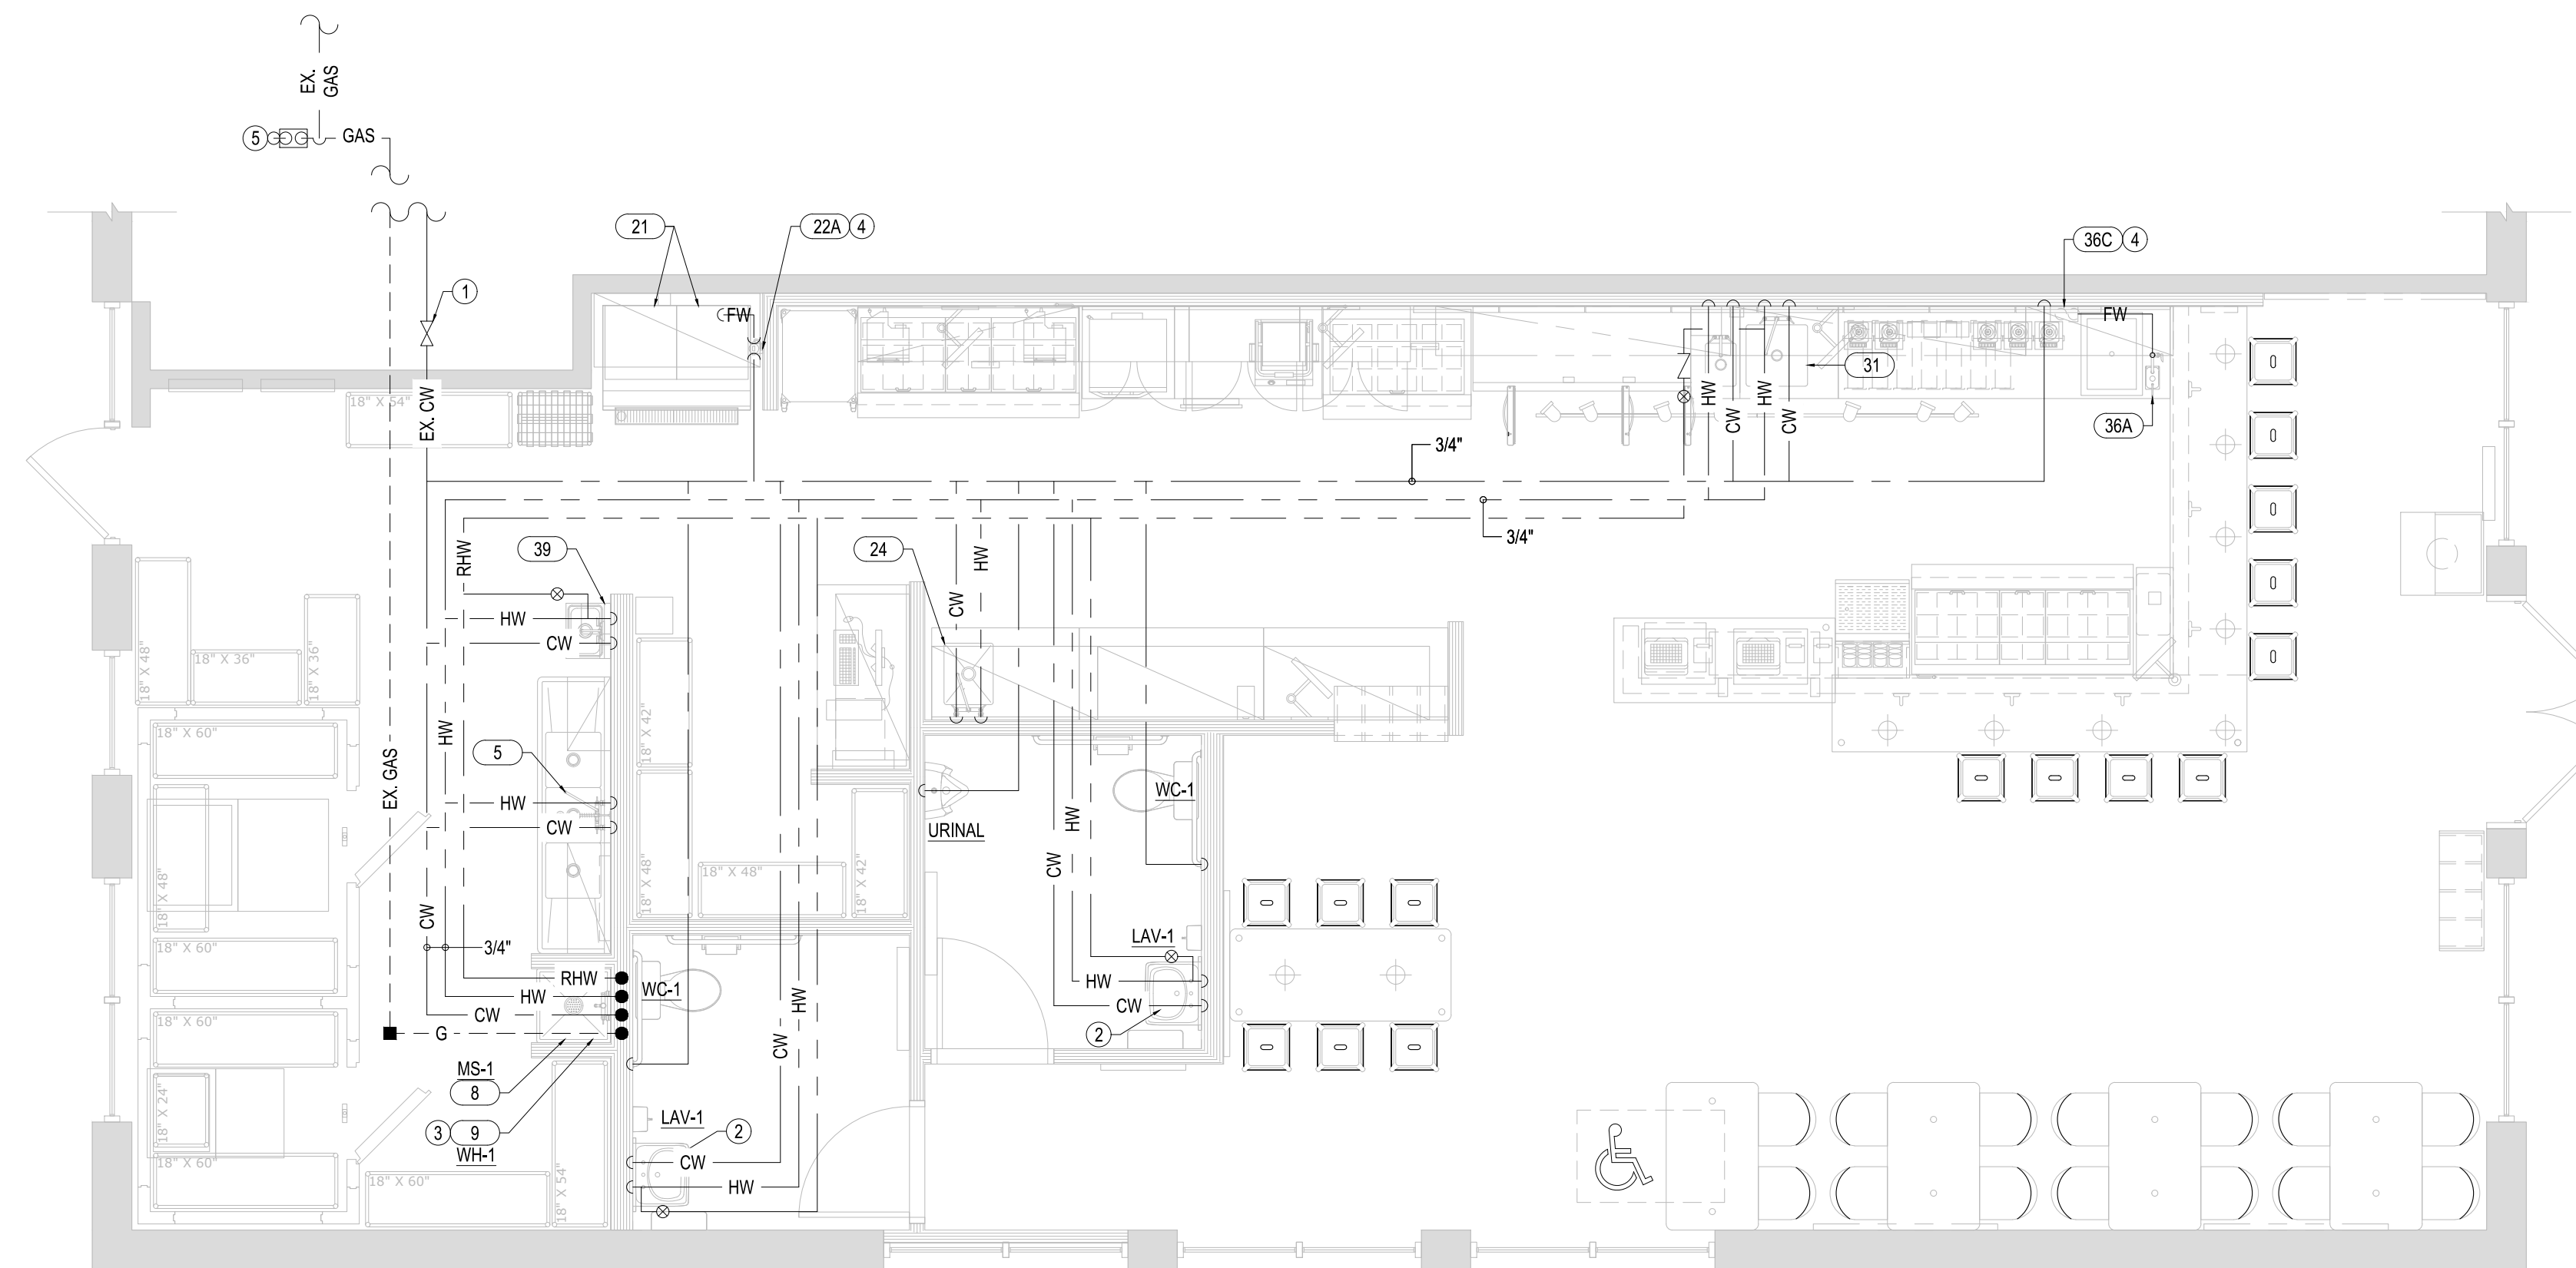 EX.
GAS
5
GAS
21
22A
4
36C
4
1
FW
FW
31
18" X 54"
EX. CW
HW
CW
HW
CW
36A
3/4"
3/4"
39
24
RHW
HW
CW
HW
CW
18" X 48"
18" X 36"
18" X 36"
18" X 42"
HW
5
EX. GAS
18" X 60"
HW
CW
WC-1
HW
URINAL
CW
18" X 48"
18" X 48"
18" X 48"
18" X 42"
CW
18" X 60"
3/4"
LAV-1
RHW
HW
CW
G
WC-1
HW
HW
CW
2
CW
18" X 60"
MS-1
8
18" X 24"
3
9
WH-1
LAV-1
2
CW
HW
18" X 60"
18" X 60"
18" X 54"